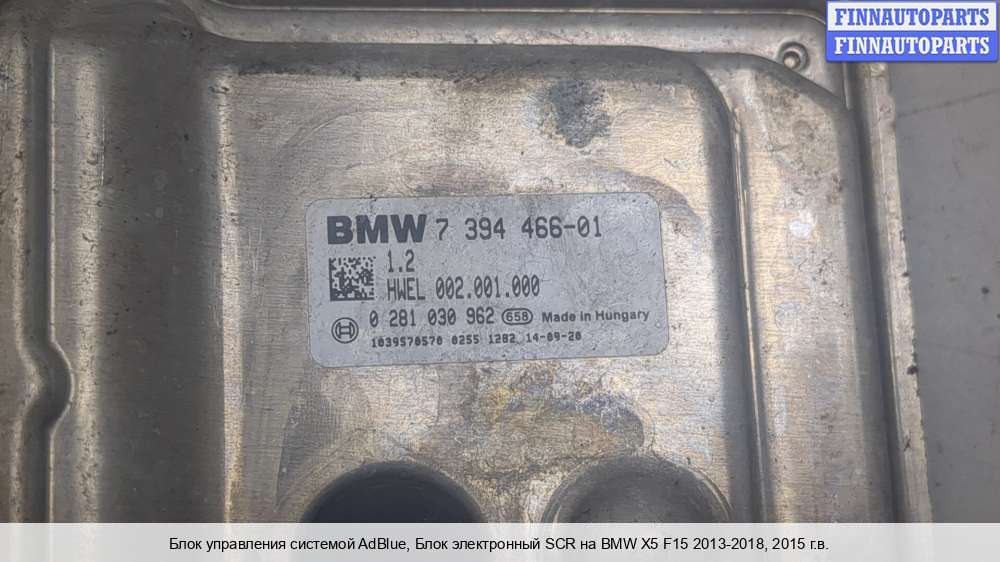 FINNAUTOPARTS
FINNAUTOPARTS
BMW 7 394 466-01
1.2
HWEL 002.001.000
0 281 030 962 658 Made in Hungary
1039S70570 0255 1202 14-09-20
Блок управления системой AdBlue, Блок электронный SCR на BMW X5 F15 2013-2018, 2015 г.в.